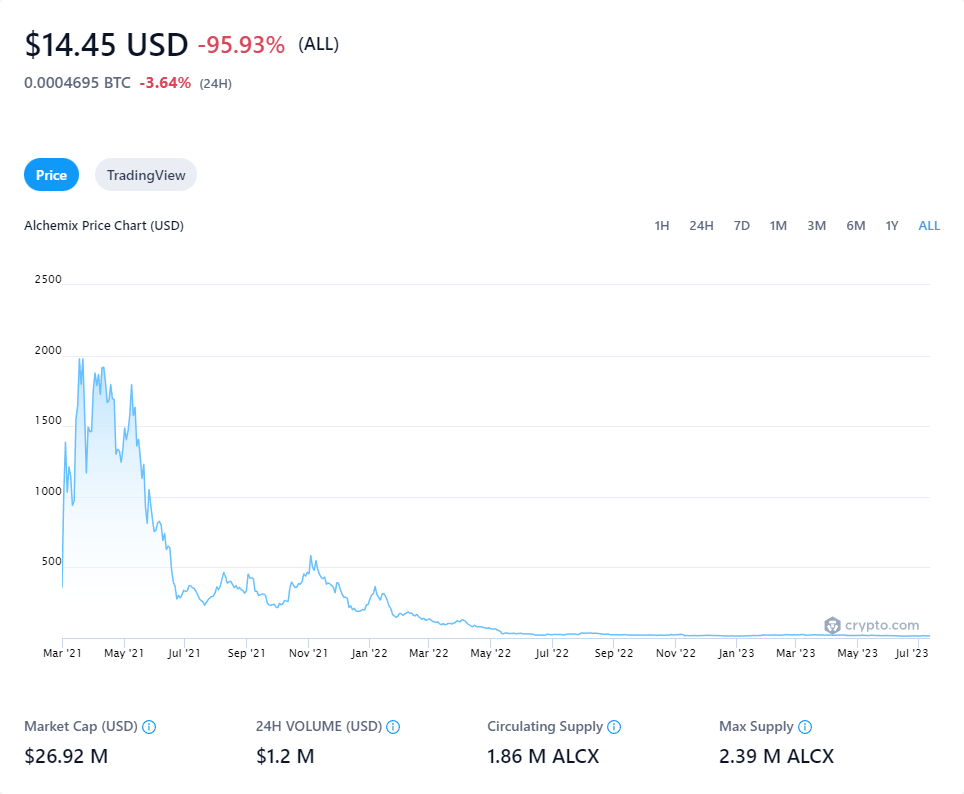 $14.45 USD -95.93% (ALL)
0.0004695 BTC -3.64% (24H)
Price TradingView
Alchemix Price Chart (USD) 1H 24H 7D 1M 3M 6M 1Y ALL
2500
2000
1500
1000
500
crypto.com
Mar '21 May '21 Jul '21 Sep '21 Nov '21 Jan '22 Mar '22 May '22 Jul '22 Sep '22 Nov '22 Jan '23 Mar '23 May '23 Jul '23
Market Cap (USD) 24H VOLUME (USD) Circulating Supply Max Supply
$26.92 M $1.2 M 1.86 M ALCX 2.39 M ALCX